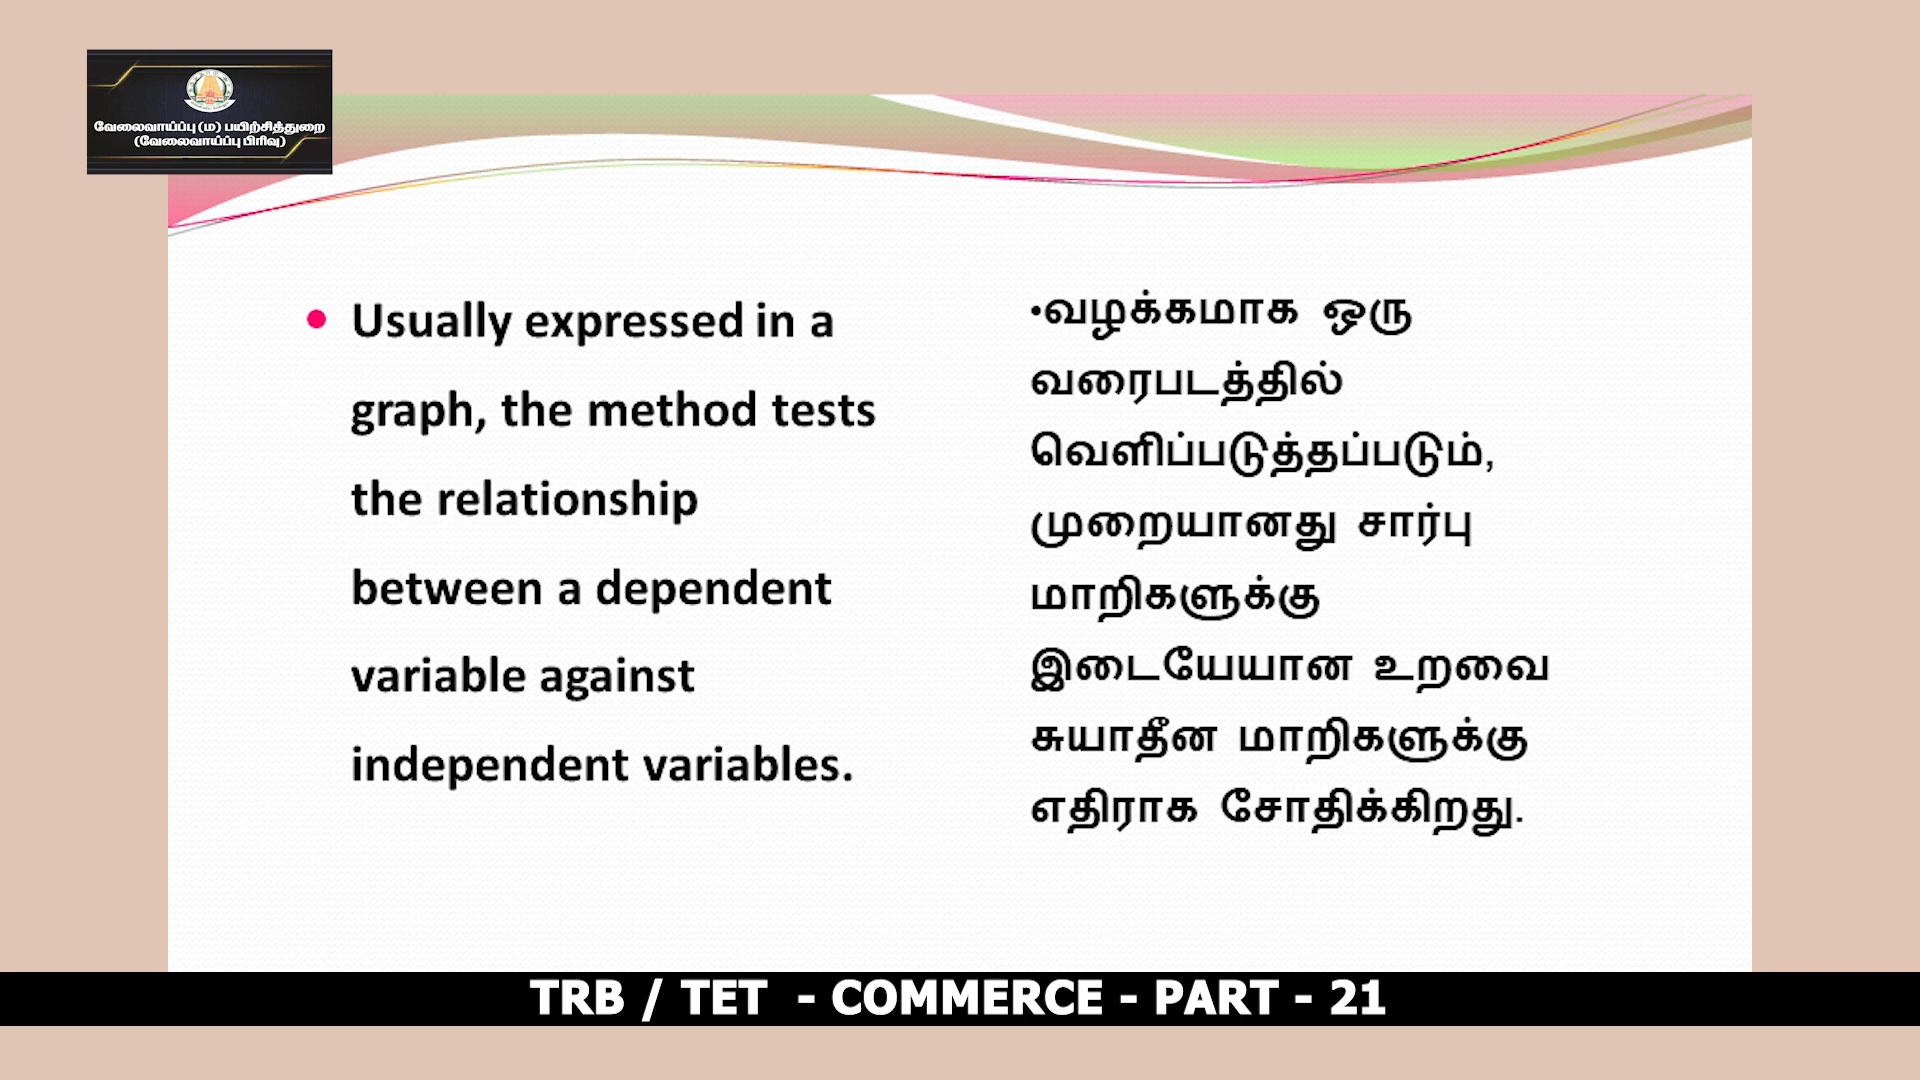 வேலைவாய்ப்பு (ம) பயிற்சித்துறை
(வேலைவாய்ப்பு பிரிவு)
• Usually expressed in a
graph, the method tests
the relationship
between a dependent
variable against
independent variables.
•வழக்கமாக ஒரு
வரைபடத்தில்
வெளிப்படுத்தப்படும்,
முறையானது சார்பு
மாறிகளுக்கு
இடையேயான உறவை
சுயாதீன மாறிகளுக்கு
எதிராக சோதிக்கிறது.
TRB / TET - COMMERCE - PART - 21